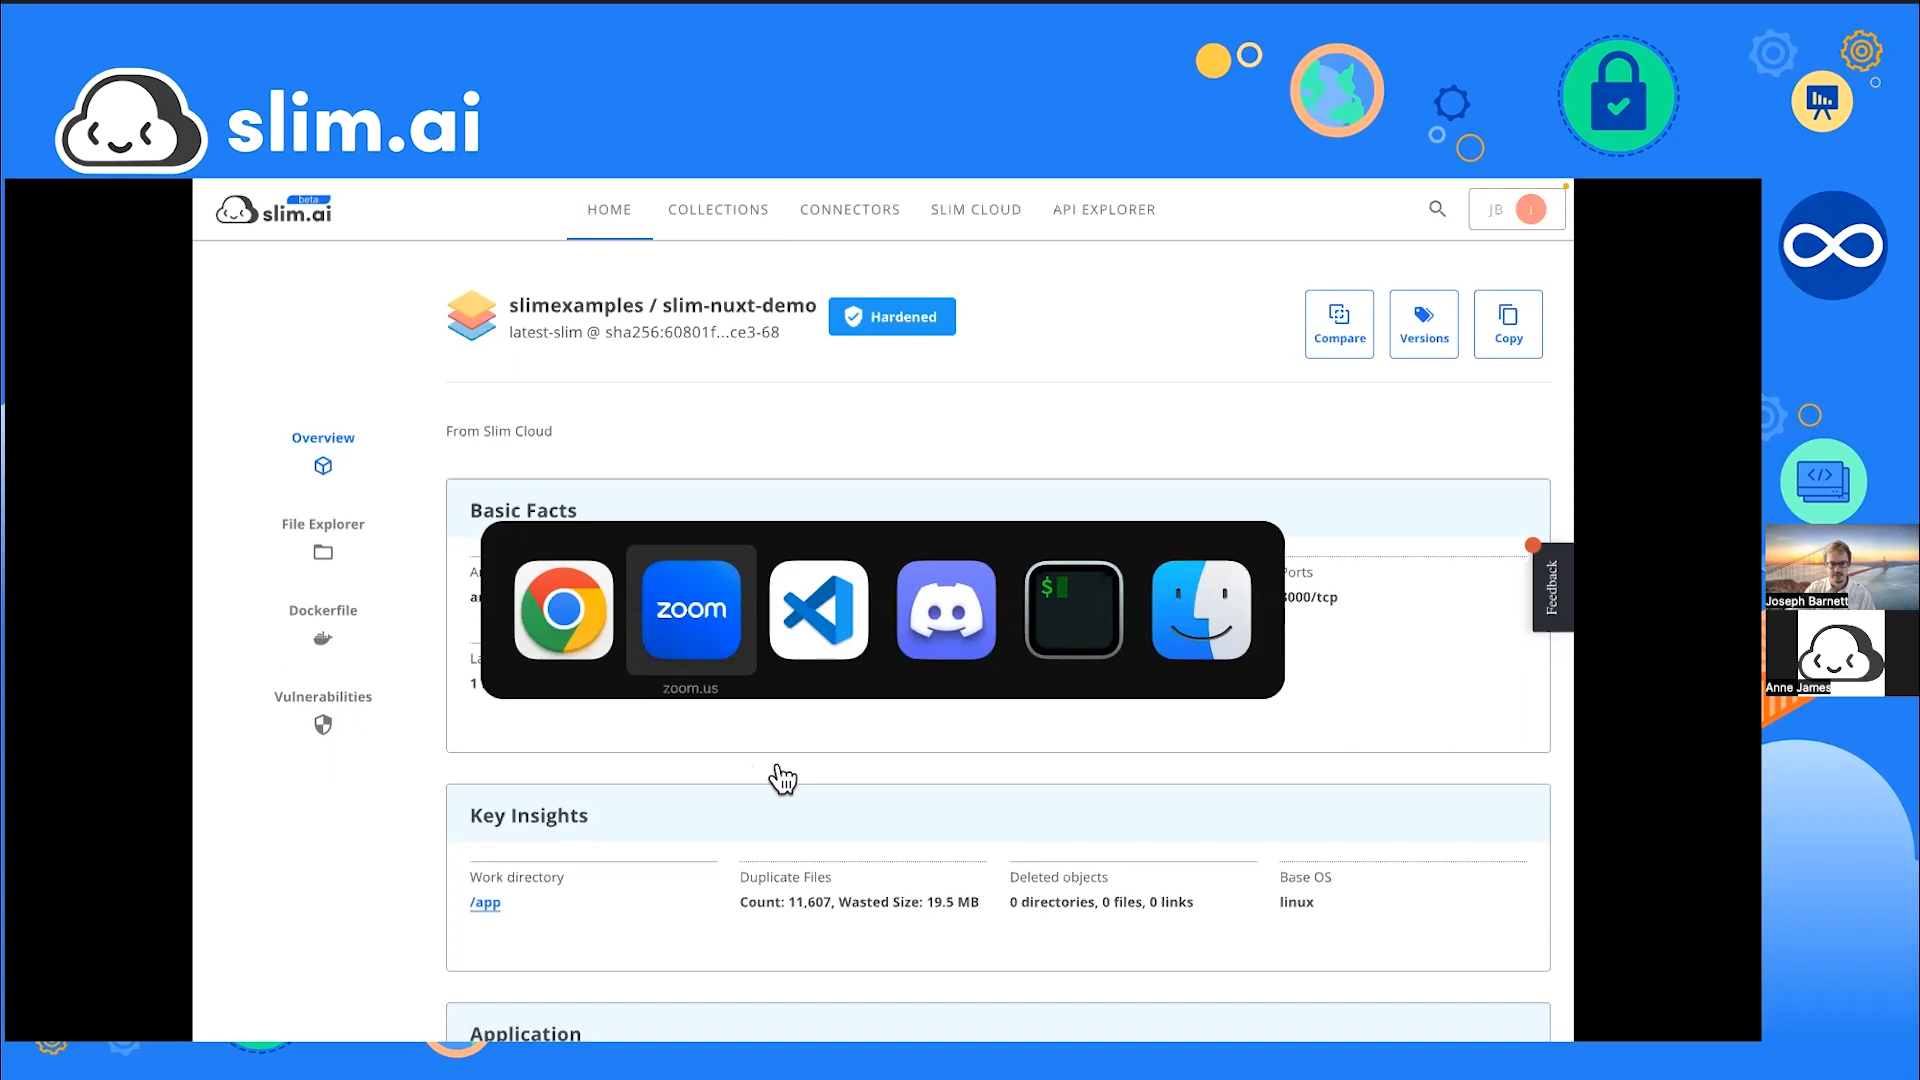 slim.ai
beta
slim.ai
HOME
COLLECTIONS
CONNECTORS
SLIM CLOUD
API EXPLORER
JB
J
slimexamples / slim-nuxt-demo
latest-slim @ sha256:60801f...ce3-68
Hardened
Compare
Versions
Copy
From Slim Cloud
Overview
File Explorer
Dockerfile
Vulnerabilities
Basic Facts
Ports
3000/tcp
$
zoom
zoom.us
Feedback
</>
Joseph Barnett
Anne James
Key Insights
Work directory
/app
Duplicate Files
Count: 11,607, Wasted Size: 19.5 MB
Deleted objects
0 directories, 0 files, 0 links
Base OS
linux
Application